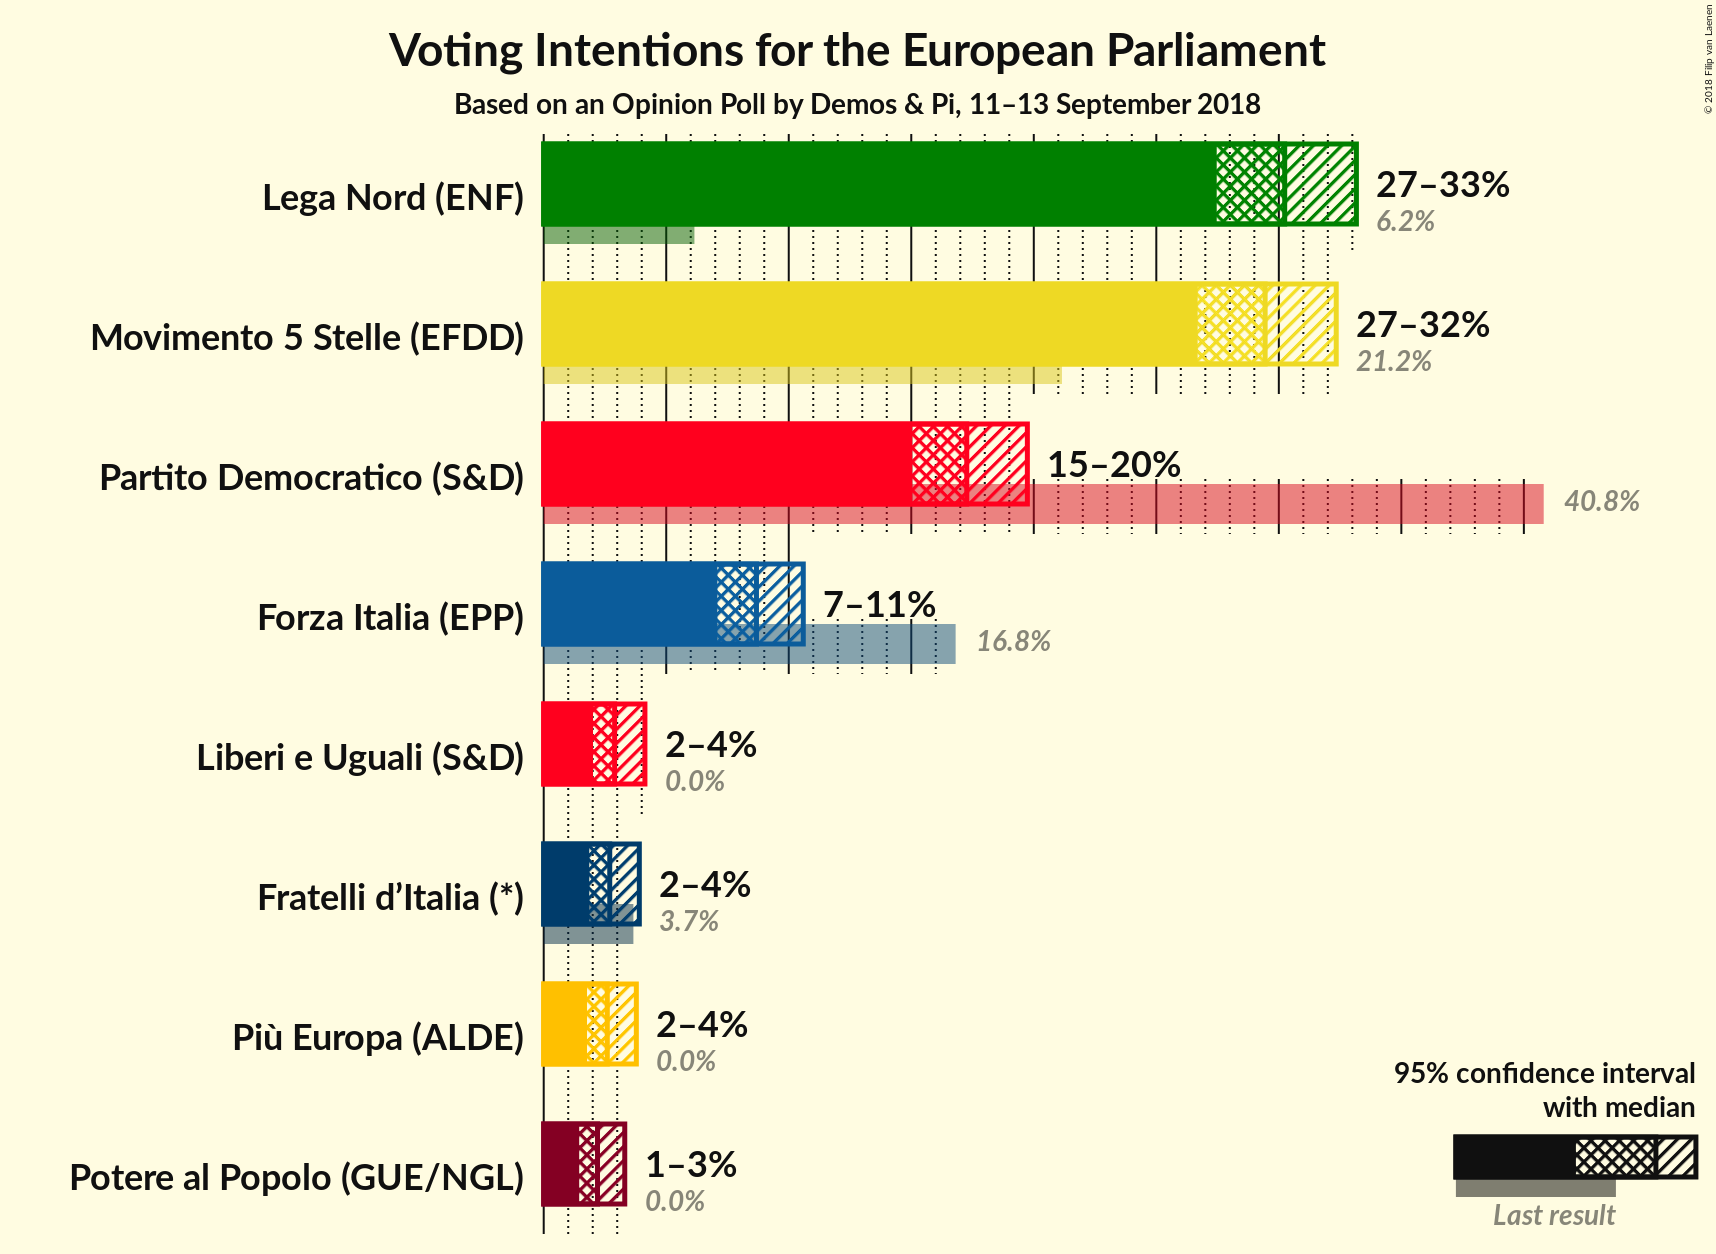 Voting Intentions for the European Parliament
Based on an Opinion Poll by Demos & Pi, 11–13 September 2018
© 2018 Filip van Laenen
Lega Nord (ENF)
27–33%
6.2%
Movimento 5 Stelle (EFDD)
27–32%
21.2%
Partito Democratico (S&D)
15–20%
40.8%
Forza Italia (EPP)
7–11%
16.8%
Liberi e Uguali (S&D)
2–4%
0.0%
Fratelli d’Italia (*)
2–4%
3.7%
Più Europa (ALDE)
2–4%
0.0%
Potere al Popolo (GUE/NGL)
1–3%
0.0%
95% confidence interval
with median
Last result